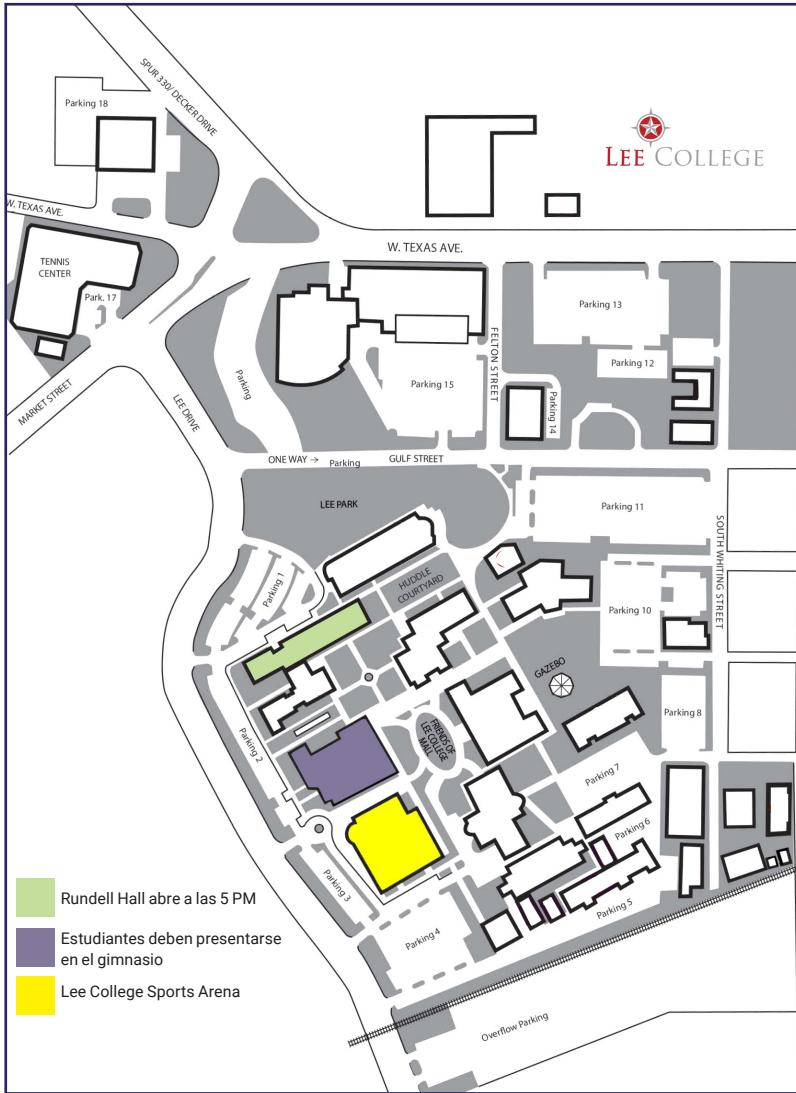 SPUR 330/ DECKER DRIVE
Parking 18
LEE COLLEGE
W. TEXAS AVE.
W. TEXAS AVE.
TENNIS
CENTER
Park. 17
Parking 13
Parking 12
FELTON STREET
Parking
Parking 15
Parking 14
MARKET STREET
LEE DRIVE
ONE WAY →
Parking
GULF STREET
LEE PARK
Parking 11
SOUTH WHITING STREET
Parking 1
HUDDLE
COURTYARD
Parking 10
GAZEBO
Parking 2
FRIENDS OF
LEE COLLEGE
MALL
Parking 8
Parking 7
Parking 6
Parking 3
Parking 5
Parking 4
Overflow Parking
Rundell Hall abre a las 5 PM
Estudiantes deben presentarse
en el gimnasio
Lee College Sports Arena